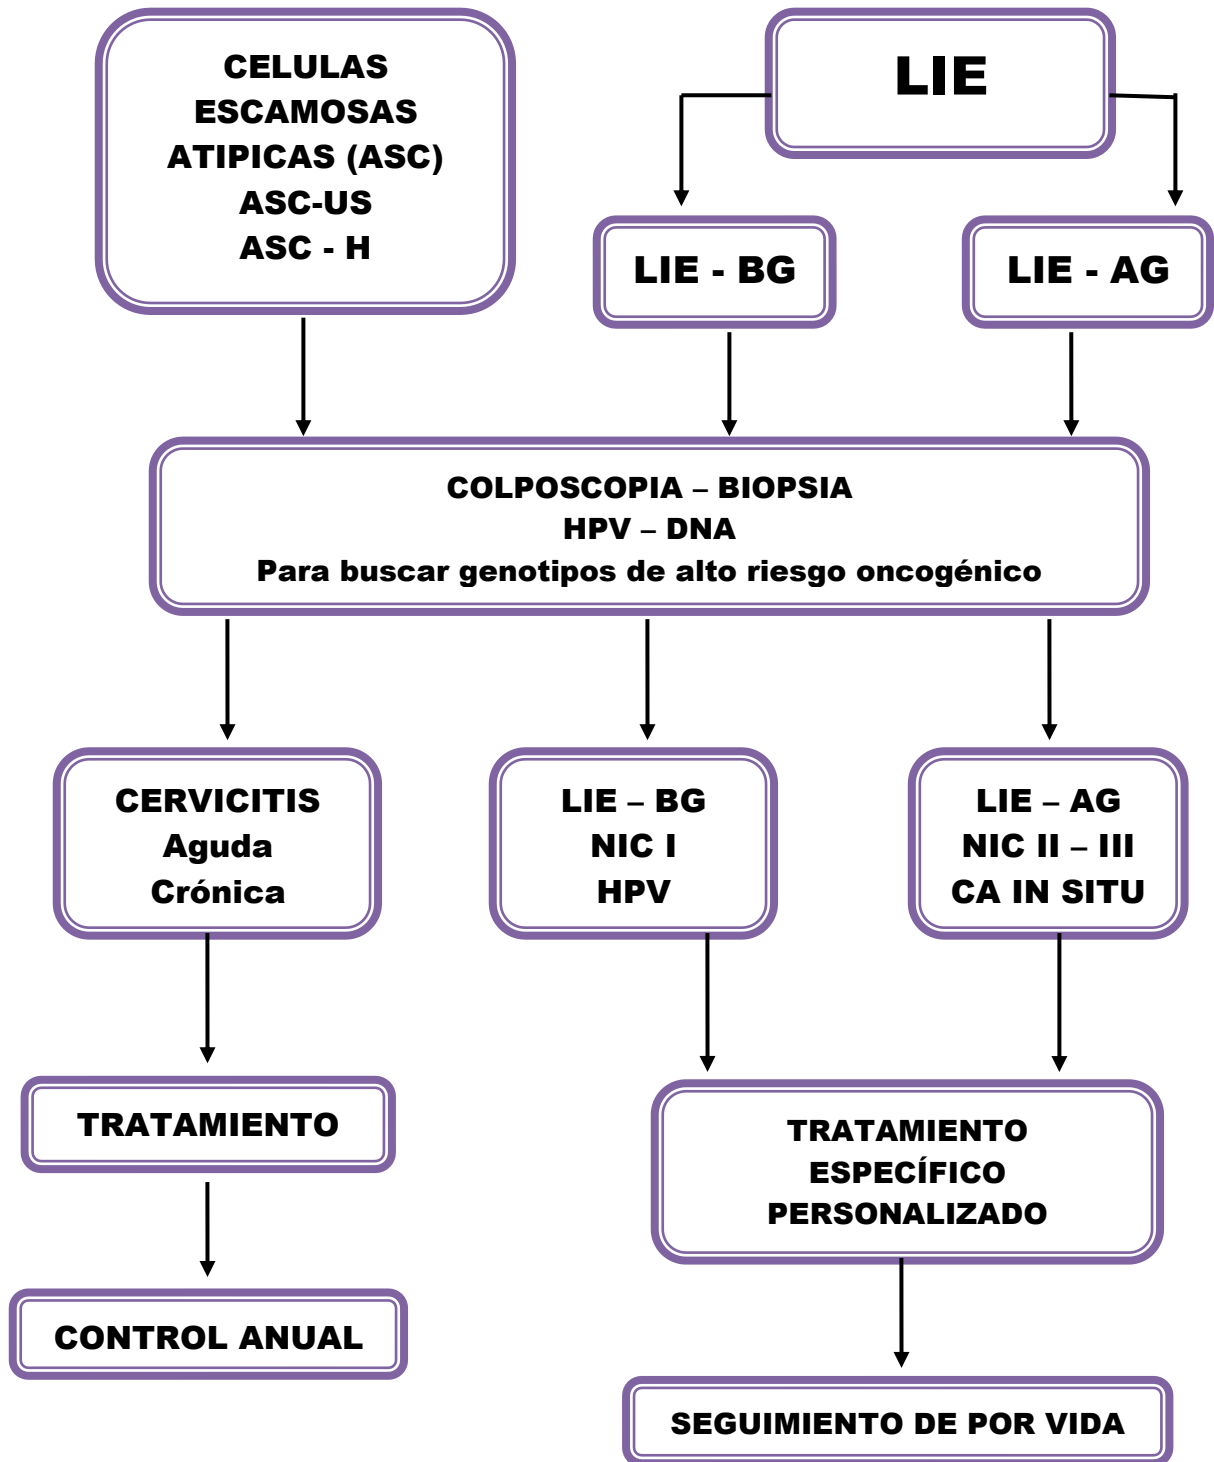 CELULAS
ESCAMOSAS
ATIPICAS (ASC)
ASC-US
ASC - H
LIE
LIE - BG
LIE - AG
COLPOSCOPIA – BIOPSIA
HPV – DNA
Para buscar genotipos de alto riesgo oncogénico
CERVICITIS
Aguda
Crónica
LIE – BG
NIC I
HPV
LIE – AG
NIC II – III
CA IN SITU
TRATAMIENTO
CONTROL ANUAL
TRATAMIENTO
ESPECÍFICO
PERSONALIZADO
SEGUIMIENTO DE POR VIDA